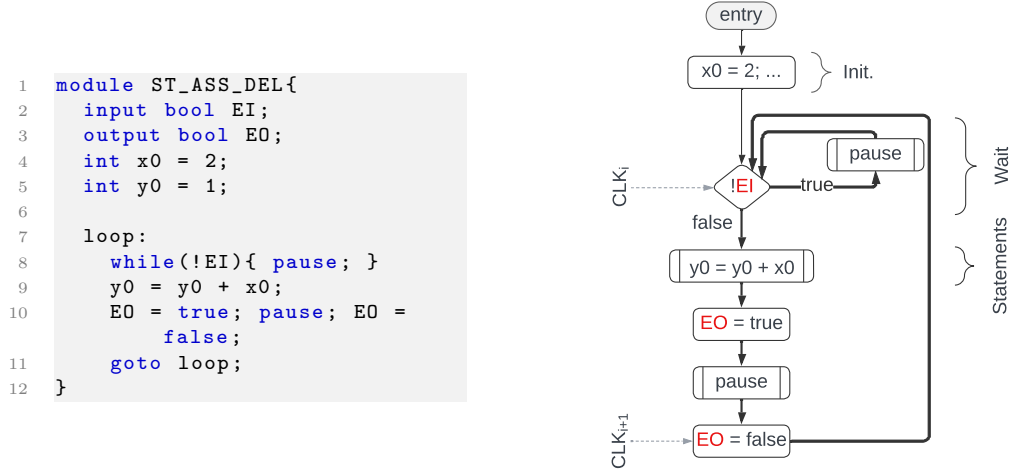 1 module ST_ASS_DEL{
2 input bool EI;
3 output bool EO;
4 int x0 = 2;
5 int y0 = 1;
6
7 loop:
8 while(!EI){ pause; }
9 y0 = y0 + x0;
10 EO = true; pause; EO =
false;
11 goto loop;
12 }
entry
x0 = 2; ...
Init.
pause
Wait
CLKi
!EI
true
false
y0 = y0 + x0
Statements
EO = true
pause
CLKi+1
EO = false